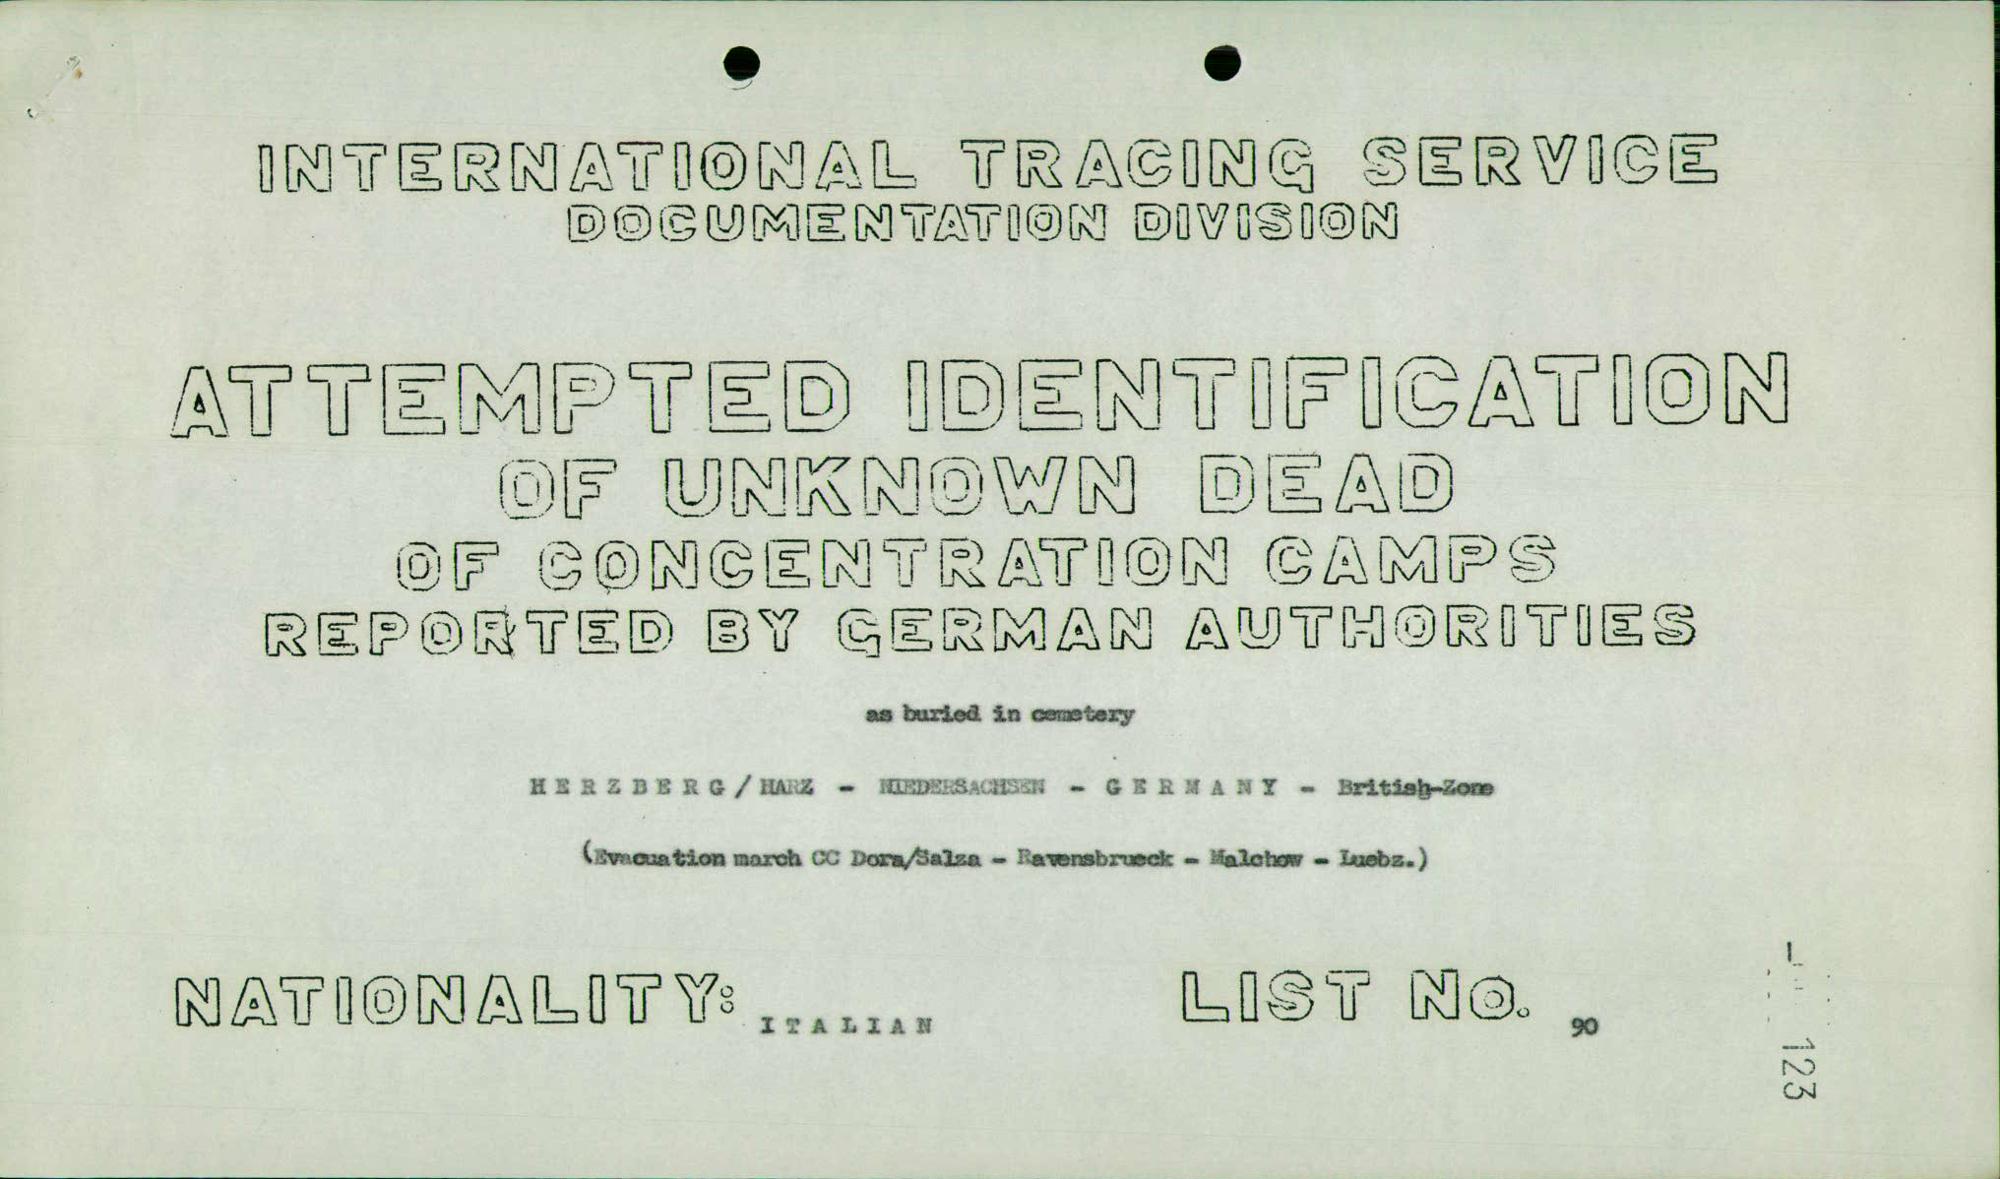 INTERNATIONAL TRACING SERVICE
DOCUMENTATION DIVISION
ATTEMPTED IDENTIFICATION
OF UNKNOWN DEAD
OF CONCENTRATION CAMPS
REPORTED BY GERMAN AUTHORITIES
as buried in cemetery
HERZBERG/HARZ - NIEDERSACHSEN - GERMANY - British-Zone
(Evacuation march CC Dora/Salza - Ravensbrueck - Malchow - Luebz.)
NATIONALITY: ITALIAN
LIST No. 90
123